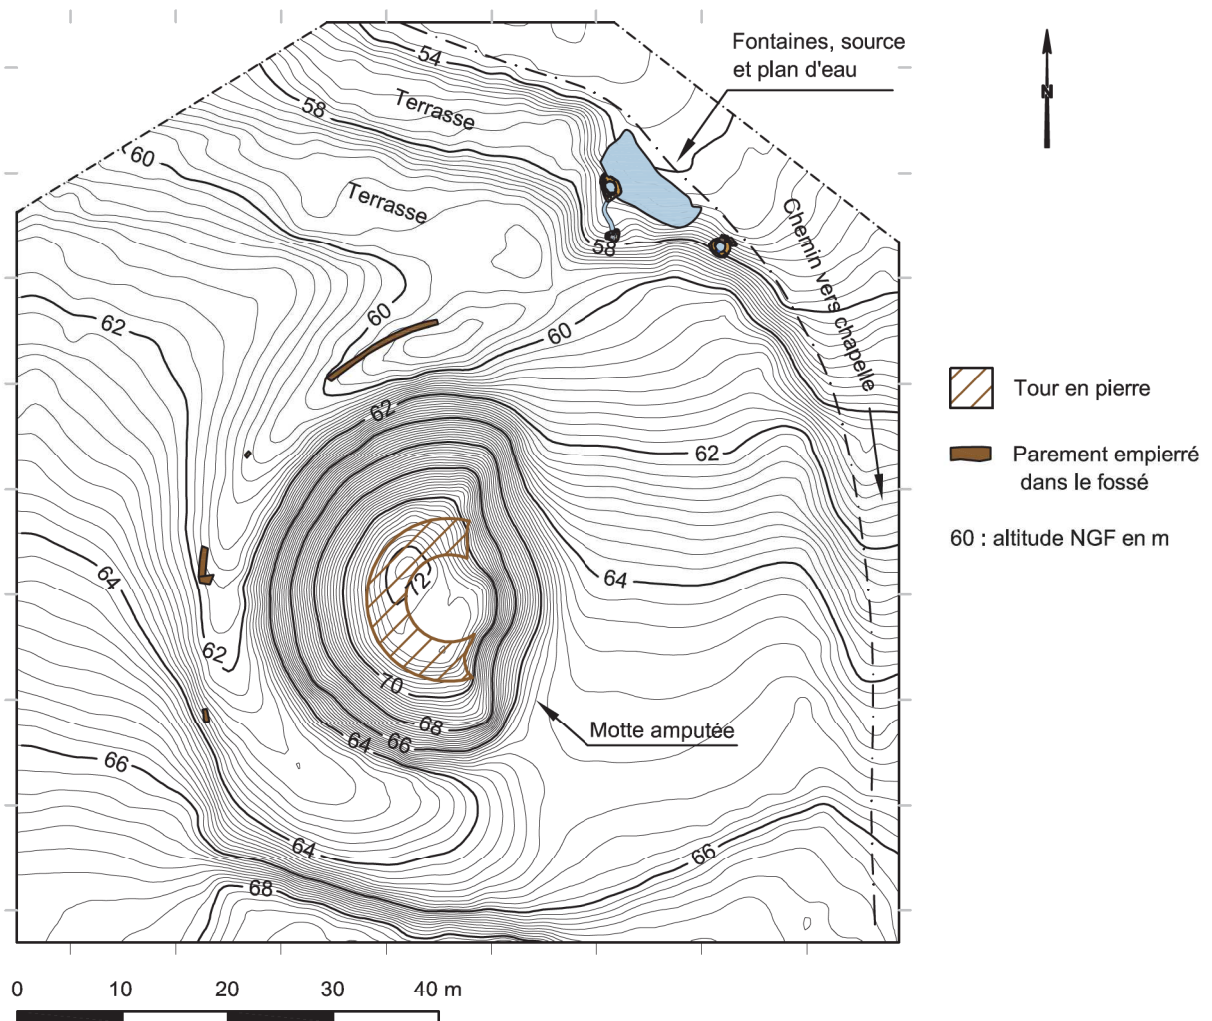 Fontaines, source
et plan d'eau
N
54
Terrasse
58
60
Terrasse
58
Chemin vers chapelle
62
60
60
62
62
64
64
72
62
70
68
66
64
Motte amputée
66
64
66
68
Tour en pierre
Parement empierré
dans le fossé
60 : altitude NGF en m
0 10 20 30 40 m